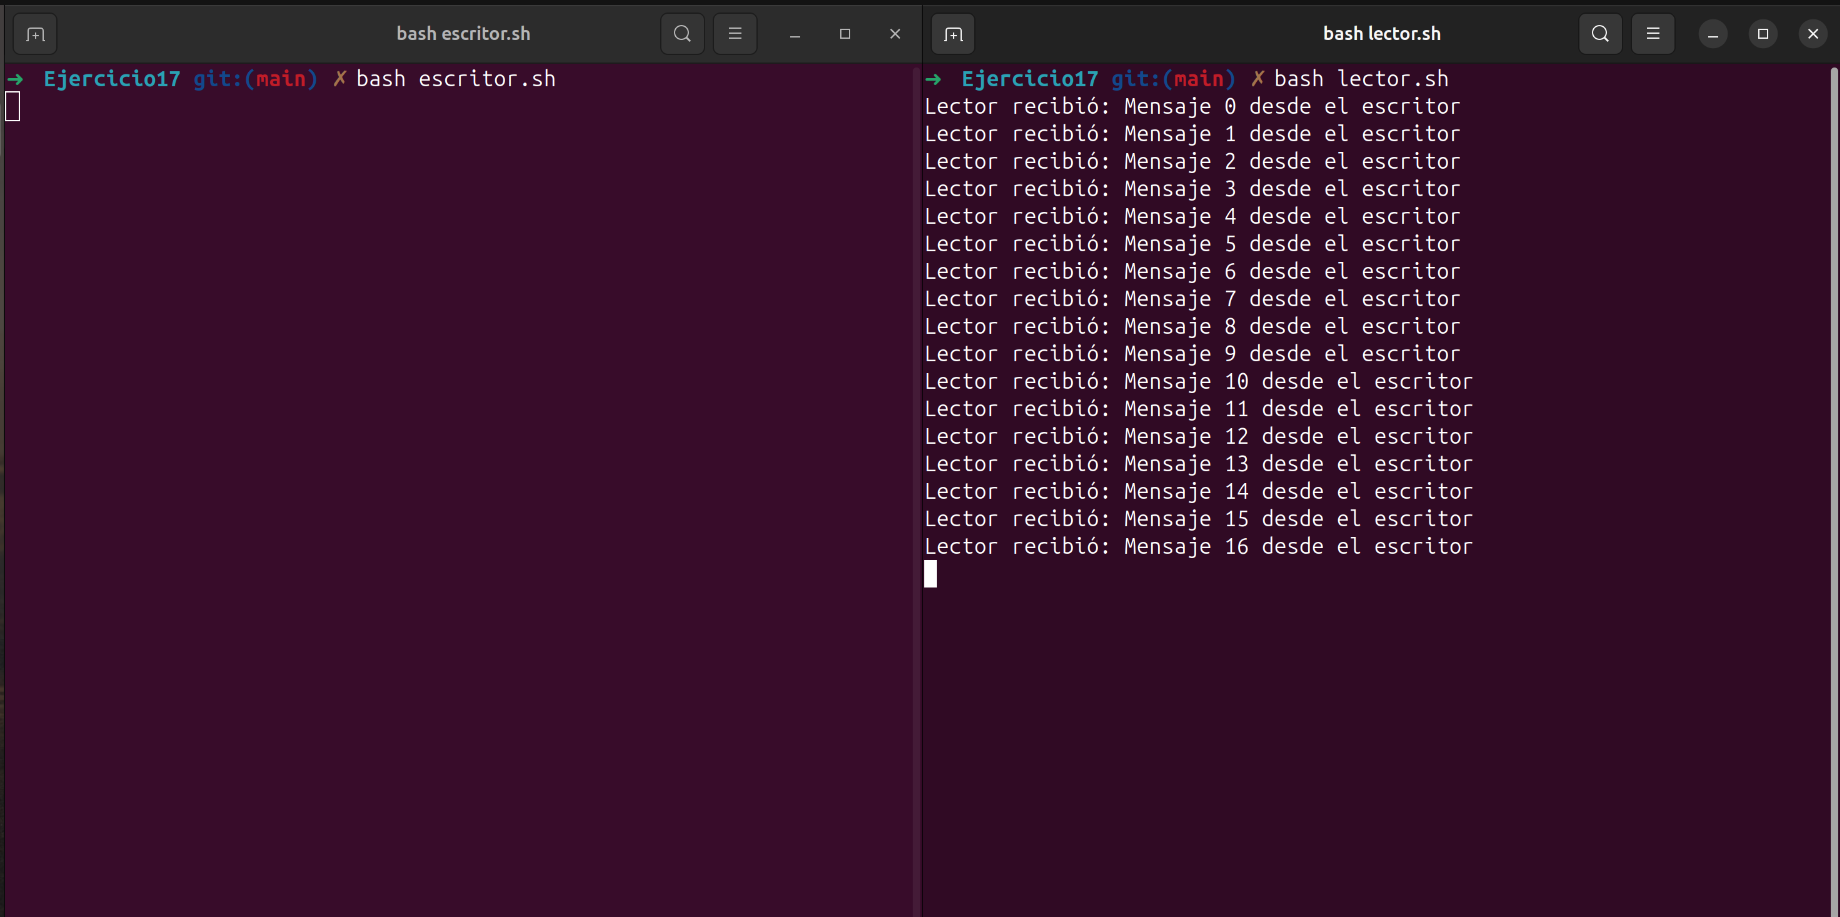 bash escritor.sh
➜ Ejercicio17 git:(main) ✗ bash escritor.sh
bash lector.sh
➜ Ejercicio17 git:(main) ✗ bash lector.sh
Lector recibió: Mensaje 0 desde el escritor
Lector recibió: Mensaje 1 desde el escritor
Lector recibió: Mensaje 2 desde el escritor
Lector recibió: Mensaje 3 desde el escritor
Lector recibió: Mensaje 4 desde el escritor
Lector recibió: Mensaje 5 desde el escritor
Lector recibió: Mensaje 6 desde el escritor
Lector recibió: Mensaje 7 desde el escritor
Lector recibió: Mensaje 8 desde el escritor
Lector recibió: Mensaje 9 desde el escritor
Lector recibió: Mensaje 10 desde el escritor
Lector recibió: Mensaje 11 desde el escritor
Lector recibió: Mensaje 12 desde el escritor
Lector recibió: Mensaje 13 desde el escritor
Lector recibió: Mensaje 14 desde el escritor
Lector recibió: Mensaje 15 desde el escritor
Lector recibió: Mensaje 16 desde el escritor